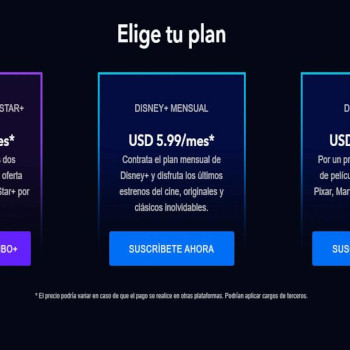 Elige tu plan
STAR+
es*
dos
oferta
Star+ por
BO+
DISNEY+ MENSUAL
USD 5.99/mes*
Contrata el plan mensual de
Disney+ y disfruta los últimos
estrenos del cine, originales y
clásicos inolvidables.
SUSCRÍBETE AHORA
D
USD
Por un pr
de pelícu
Pixar, Mar
SUS
* El precio podría variar en caso de que el pago se realice en otras plataformas. Podrían aplicar cargos de terceros.